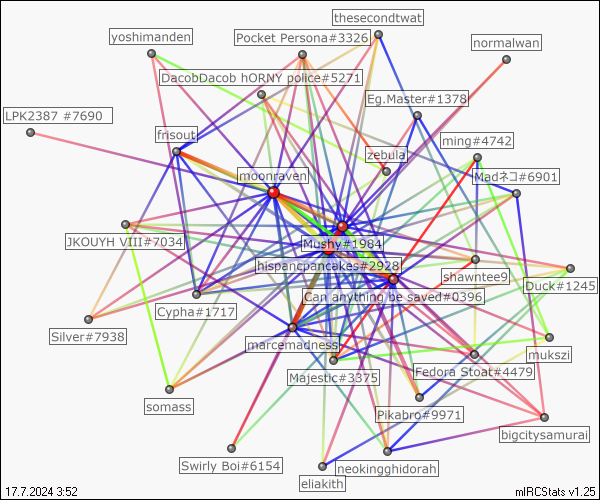 thesecondtwat
yoshimanden
Pocket Persona#3326
normalwan
DacobDacob hORNY police#5271
Eg.Master#1378
LPK2387 #7690
frisout
ming#4742
zebula
moonraven
Madネコ#6901
Mushy#1984
JKOUYH VIII#7034
hispancpancakes#2928
shawntee9
Duck#1245
Can anything be saved#0396
Cypha#1717
Silver#7938
marcemadness
mukszi
Majestic#3375
Fedora Stoat#4479
somass
Pikabro#9971
bigcitysamurai
Swirly Boi#6154
neokingghidorah
eliakith
17.7.2024 3:52
mIRCStats v1.25